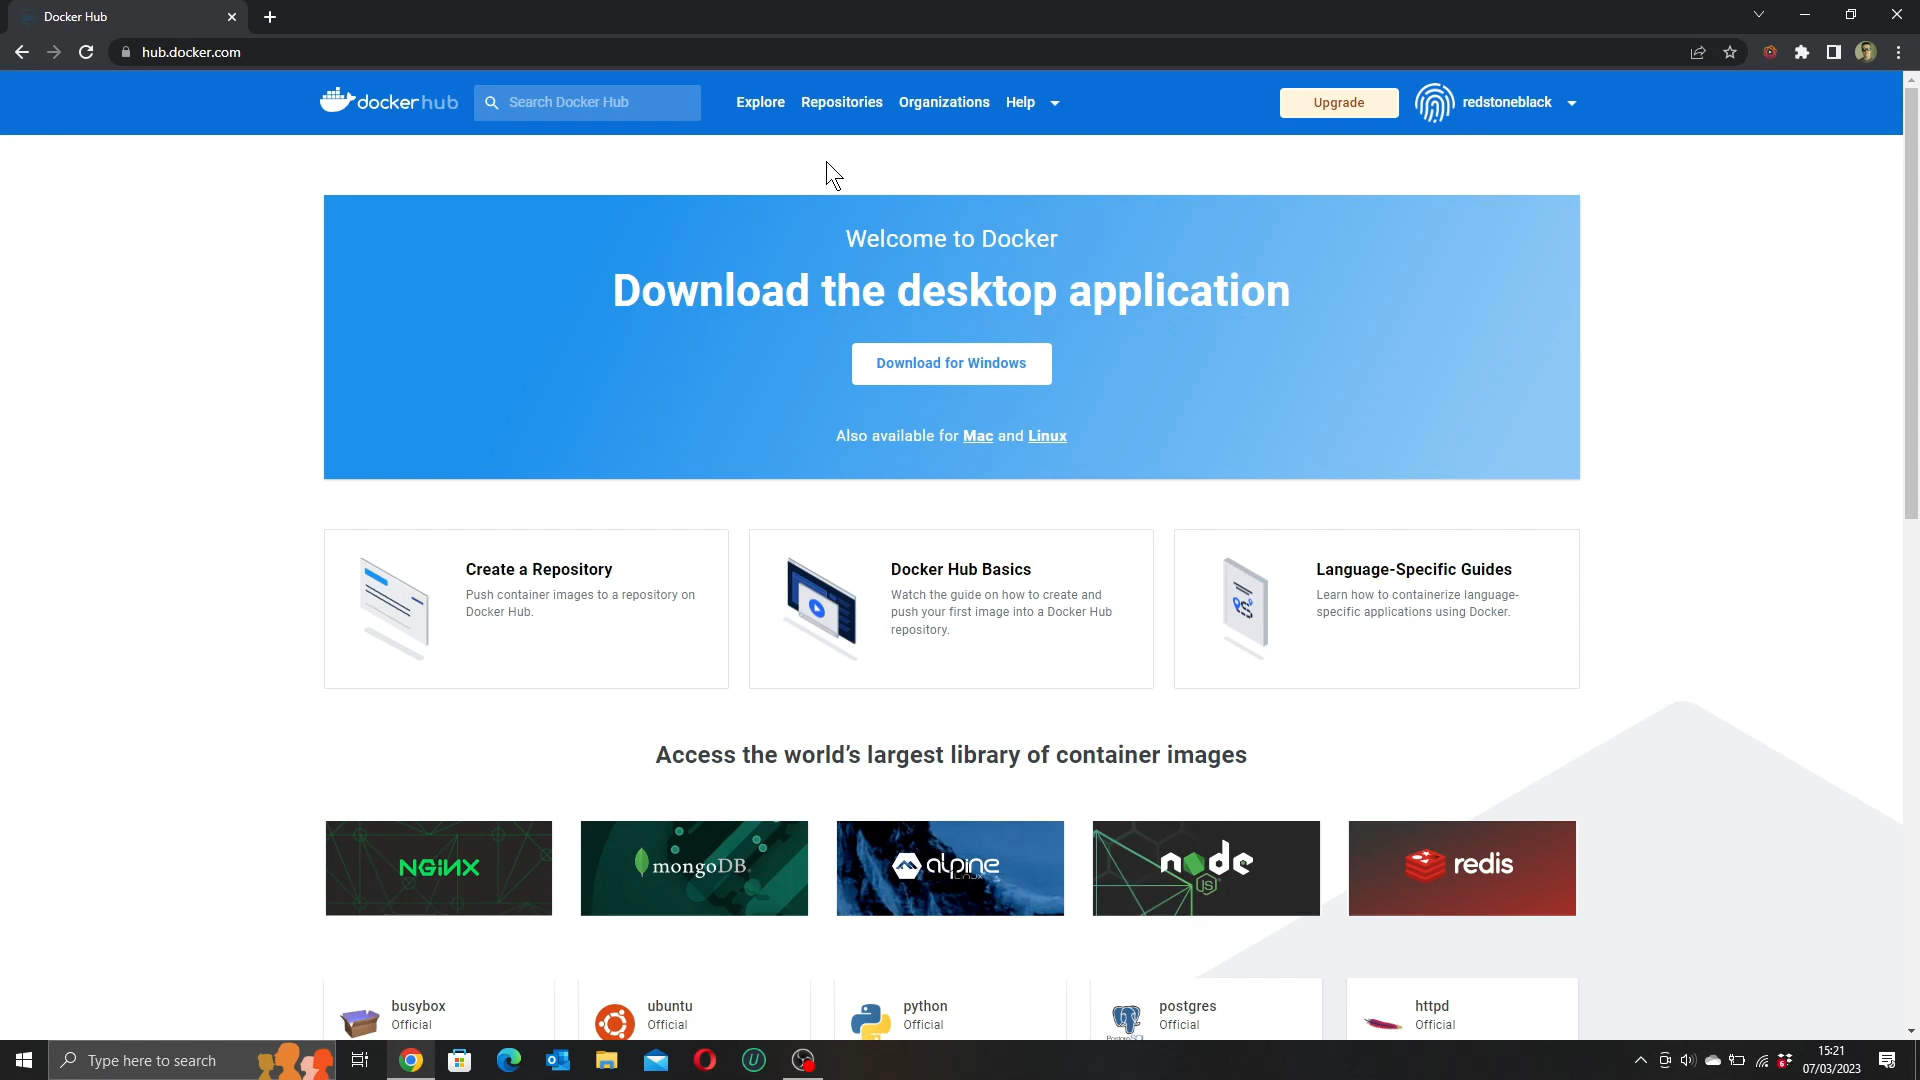 Docker Hub
hub.docker.com
dockerhub
Search Docker Hub
Explore
Repositories
Organizations
Help
Upgrade
redstoneblack
Welcome to Docker
Download the desktop application
Download for Windows
Also available for Mac and Linux
Create a Repository
Push container images to a repository on
Docker Hub.
Docker Hub Basics
Watch the guide on how to create and
push your first image into a Docker Hub
repository.
Language-Specific Guides
Learn how to containerize language-
specific applications using Docker.
Access the world's largest library of container images
NGiNX
mongoDB
alpine
Linux
node
JS
redis
busybox
Official
ubuntu
Official
python
Official
postgres
Official
PostgreSQL
httpd
Official
Type here to search
15:21
07/03/2023